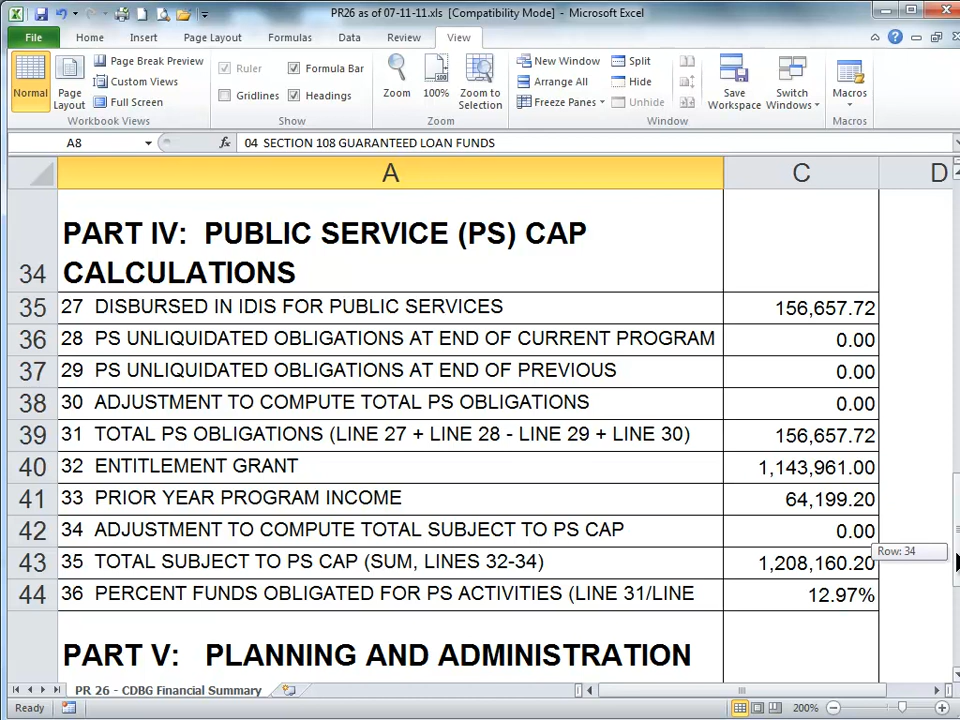 PR26 as of 07-11-11.xls [Compatibility Mode] - Microsoft Excel
File Home Insert Page Layout Formulas Data Review View
Normal
Page Layout
Page Break Preview
Custom Views
Full Screen
Workbook Views
Ruler
Formula Bar
Gridlines
Headings
Show
Zoom
100%
Zoom to Selection
Zoom
New Window
Arrange All
Freeze Panes
Split
Hide
Unhide
Window
Save Workspace
Switch Windows
Macros
Macros
A8 fx 04 SECTION 108 GUARANTEED LOAN FUNDS
A C D
PART IV: PUBLIC SERVICE (PS) CAP
34 CALCULATIONS
35 27 DISBURSED IN IDIS FOR PUBLIC SERVICES 156,657.72
36 28 PS UNLIQUIDATED OBLIGATIONS AT END OF CURRENT PROGRAM 0.00
37 29 PS UNLIQUIDATED OBLIGATIONS AT END OF PREVIOUS 0.00
38 30 ADJUSTMENT TO COMPUTE TOTAL PS OBLIGATIONS 0.00
39 31 TOTAL PS OBLIGATIONS (LINE 27 + LINE 28 - LINE 29 + LINE 30) 156,657.72
40 32 ENTITLEMENT GRANT 1,143,961.00
41 33 PRIOR YEAR PROGRAM INCOME 64,199.20
42 34 ADJUSTMENT TO COMPUTE TOTAL SUBJECT TO PS CAP 0.00
Row: 34
43 35 TOTAL SUBJECT TO PS CAP (SUM, LINES 32-34) 1,208,160.20
44 36 PERCENT FUNDS OBLIGATED FOR PS ACTIVITIES (LINE 31/LINE 12.97%
PART V: PLANNING AND ADMINISTRATION
PR 26 - CDBG Financial Summary
Ready 200%